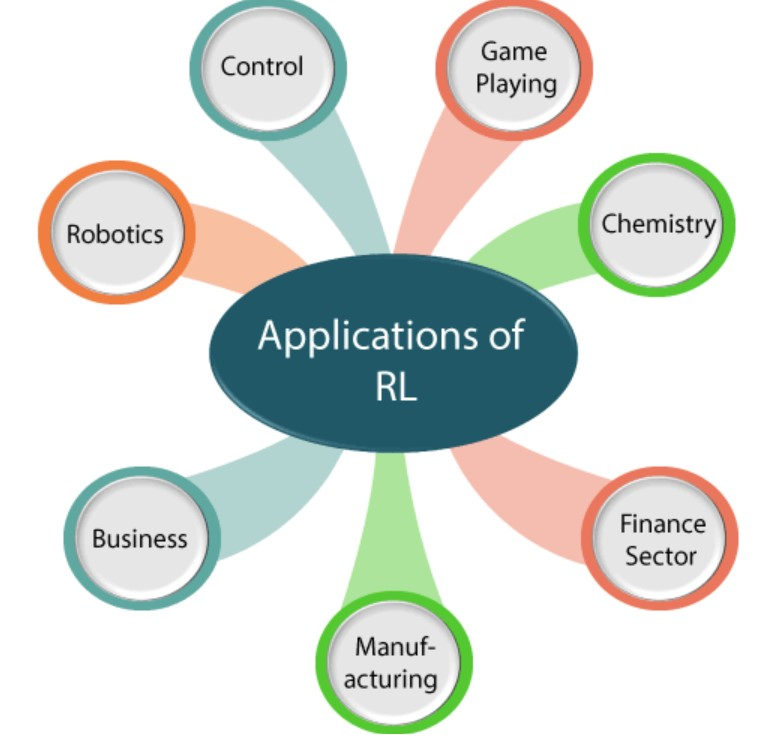 Control
Game
Playing
Robotics
Chemistry
Applications of
RL
Business
Finance
Sector
Manuf-
acturing